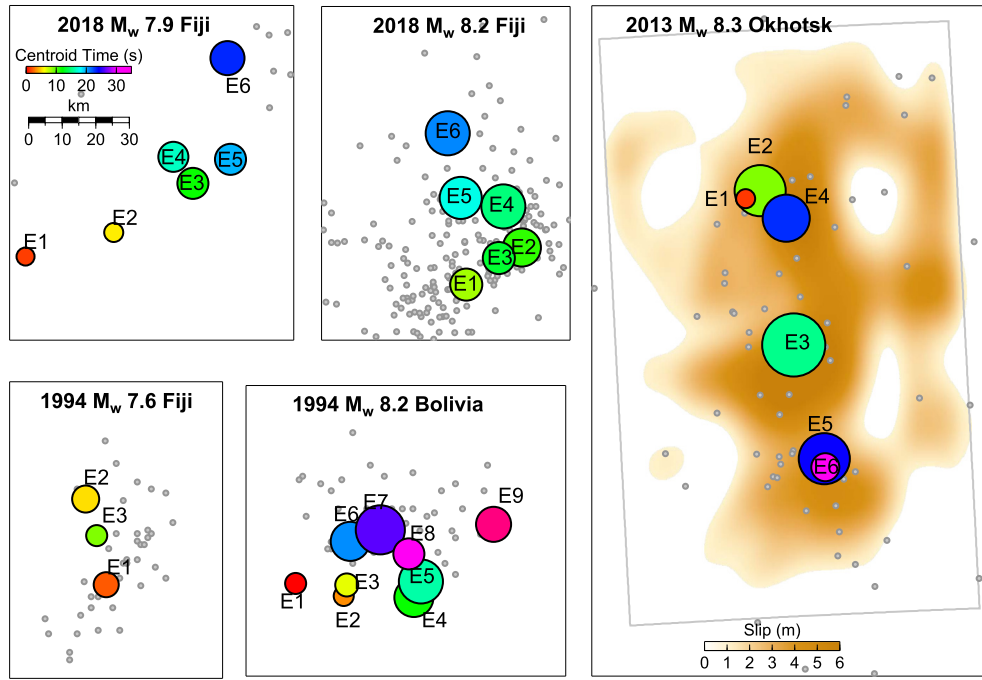 2018 Mw 7.9 Fiji
Centroid Time (s)
0 10 20 30
km
0 5 10 15 20 25
E6
E4
E5
E3
E2
E1
2018 Mw 8.2 Fiji
E6
E5
E4
E2
E3
E1
2013 Mw 8.3 Okhotsk
E2
E1
E4
E3
E5
E6
Slip (m)
0 1 2 3 4 5 6
1994 Mw 7.6 Fiji
E2
E3
E1
1994 Mw 8.2 Bolivia
E9
E7
E6
E8
E5
E3
E1
E2
E4